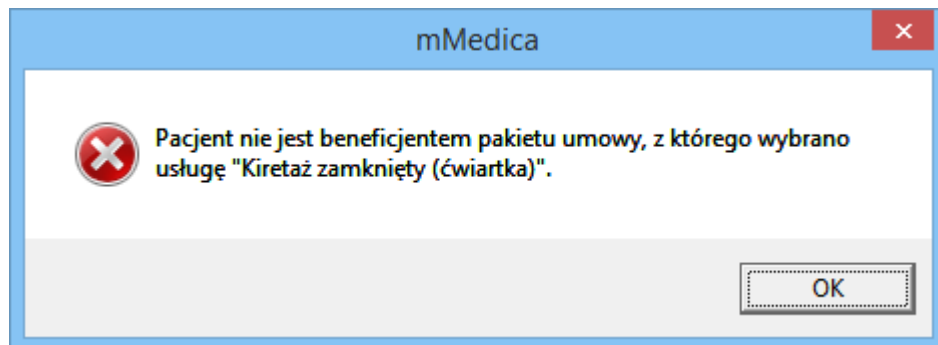 mMedica
Pacjent nie jest beneficjentem pakietu umowy, z którego wybrano
usługę "Kiretaż zamknięty (ćwiartka)".
OK